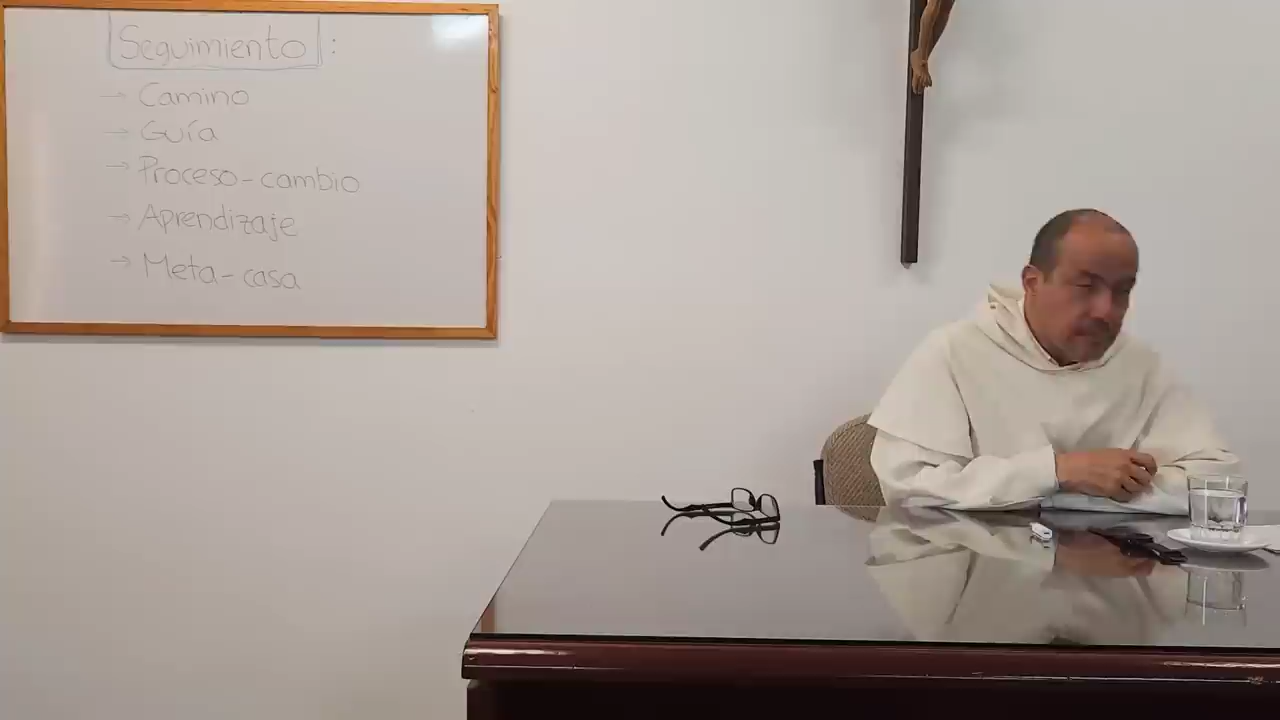 Seguimiento :
→ Camino
→ Guía
→ Proceso-cambio
→ Aprendizaje
→ Meta-casa